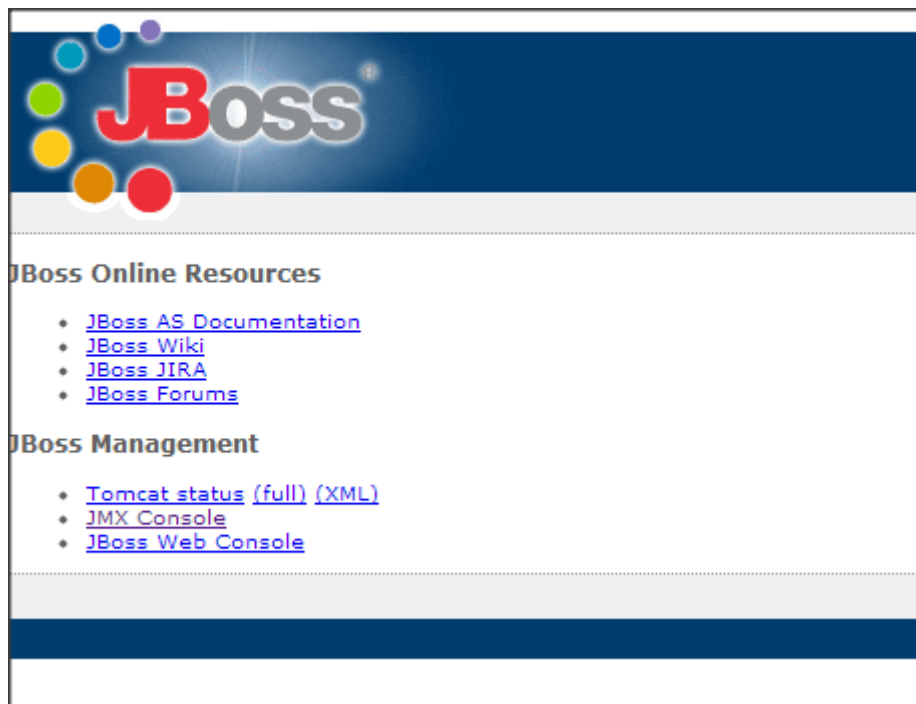 JBoss®
JBoss Online Resources
JBoss AS Documentation
JBoss Wiki
JBoss JIRA
JBoss Forums
JBoss Management
Tomcat status (full) (XML)
JMX Console
JBoss Web Console